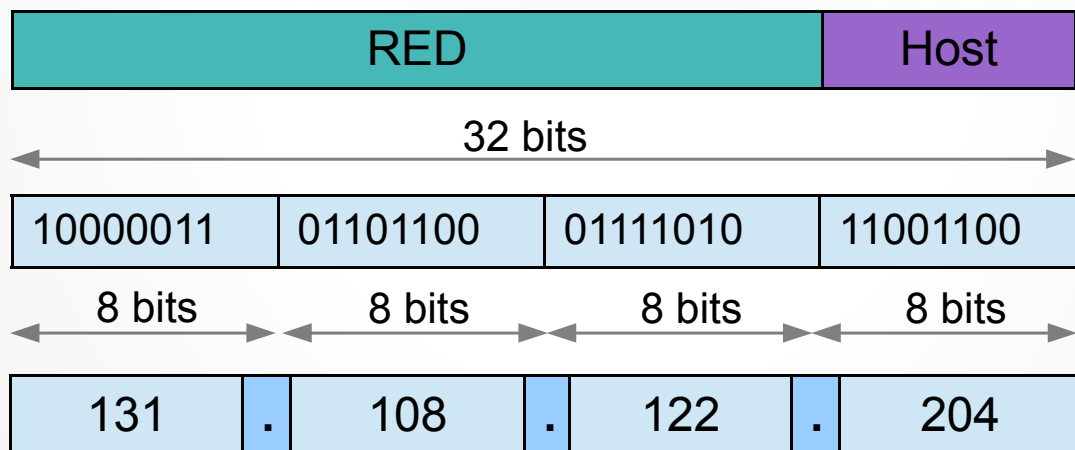 RED Host
32 bits
10000011 01101100 01111010 11001100
8 bits 8 bits 8 bits 8 bits
131 . 108 . 122 . 204